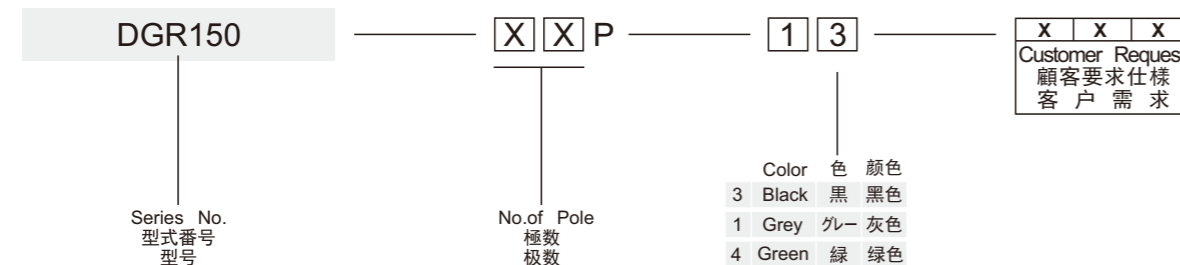 DGR150 XXP 13 X X X
Customer Reques
顧客要求仕様
客户需求
Series No.
型式番号
型号
No.of Pole
極数
极数
Color 色 颜色
3 Black 黒 黑色
1 Grey グレー 灰色
4 Green 緑 绿色